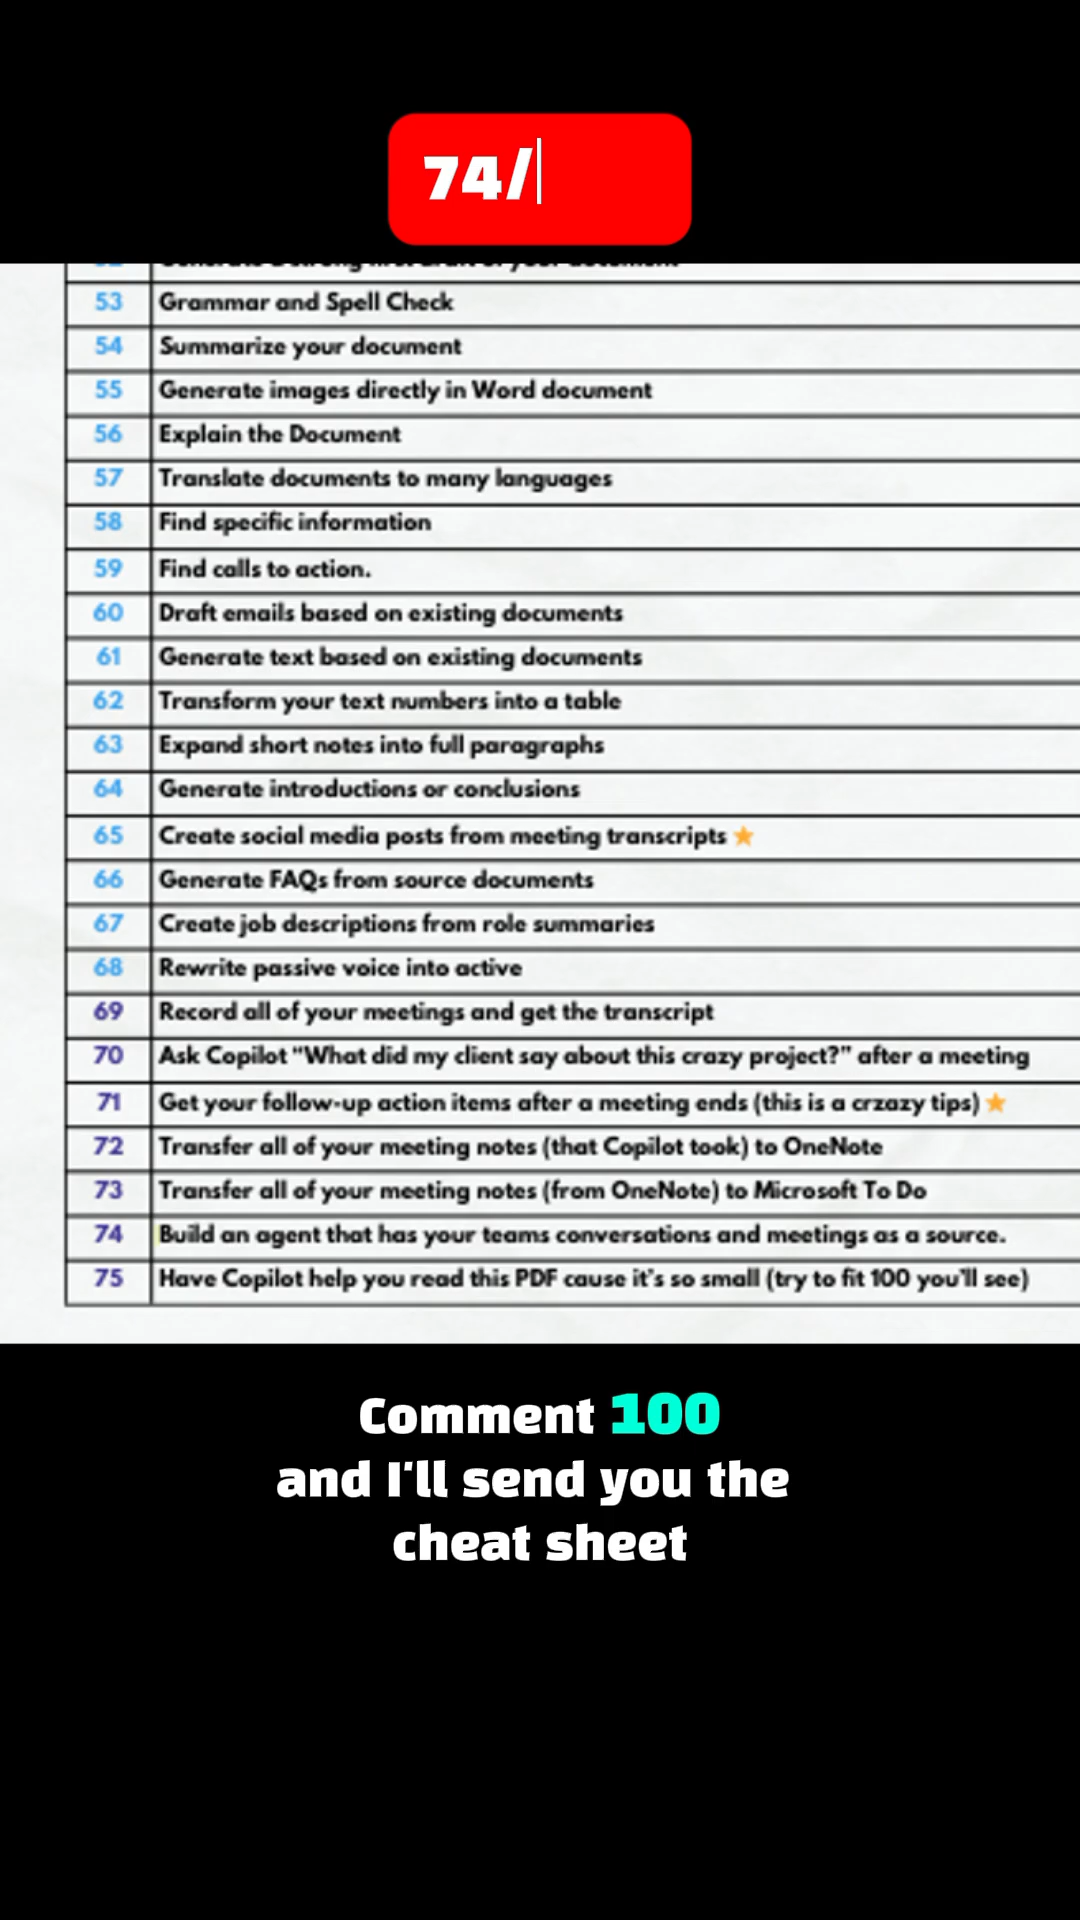 74/
53 Grammar and Spell Check
54 Summarize your document
55 Generate images directly in Word document
56 Explain the Document
57 Translate documents to many languages
58 Find specific information
59 Find calls to action.
60 Draft emails based on existing documents
61 Generate text based on existing documents
62 Transform your text numbers into a table
63 Expand short notes into full paragraphs
64 Generate introductions or conclusions
65 Create social media posts from meeting transcripts ⭐
66 Generate FAQs from source documents
67 Create job descriptions from role summaries
68 Rewrite passive voice into active
69 Record all of your meetings and get the transcript
70 Ask Copilot "What did my client say about this crazy project?" after a meeting
71 Get your follow-up action items after a meeting ends (this is a crzazy tips) ⭐
72 Transfer all of your meeting notes (that Copilot took) to OneNote
73 Transfer all of your meeting notes (from OneNote) to Microsoft To Do
74 Build an agent that has your teams conversations and meetings as a source.
75 Have Copilot help you read this PDF cause it's so small (try to fit 100 you'll see)
Comment 100
and I'll send you the
cheat sheet